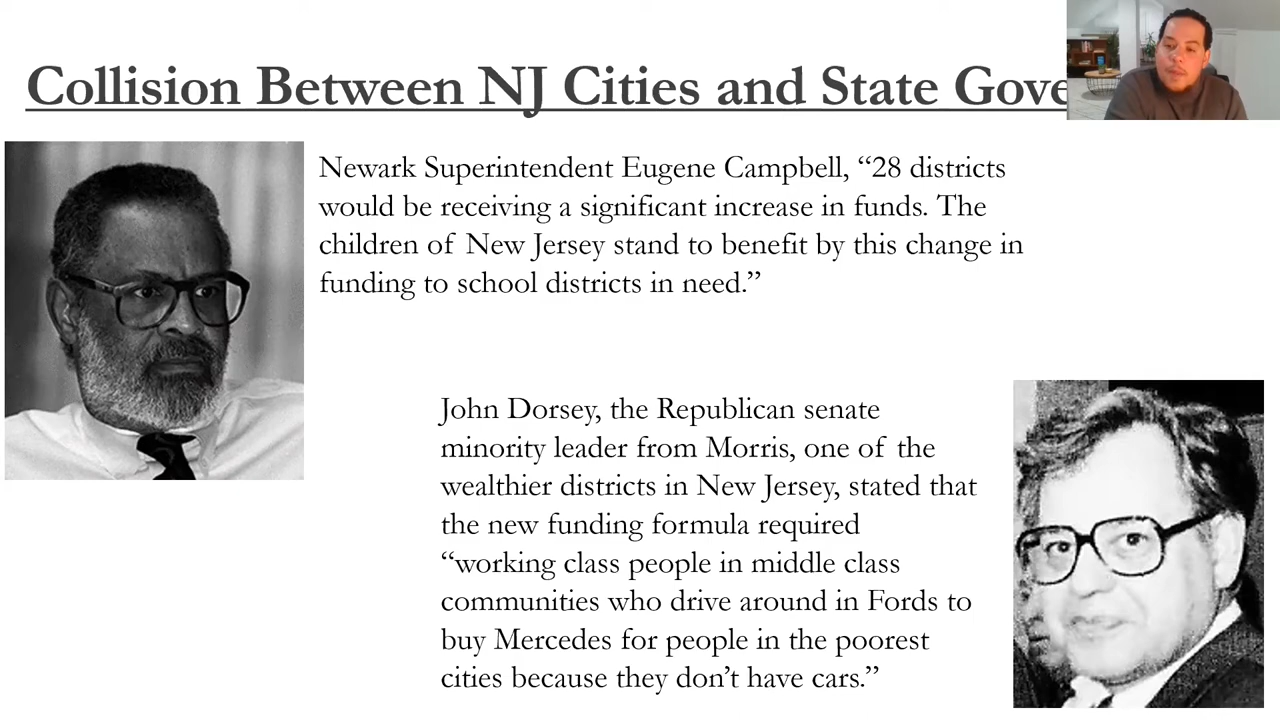 Collision Between NJ Cities and State Gove
Newark Superintendent Eugene Campbell, “28 districts
would be receiving a significant increase in funds. The
children of New Jersey stand to benefit by this change in
funding to school districts in need.”
John Dorsey, the Republican senate
minority leader from Morris, one of the
wealthier districts in New Jersey, stated that
the new funding formula required
“working class people in middle class
communities who drive around in Fords to
buy Mercedes for people in the poorest
cities because they don’t have cars.”